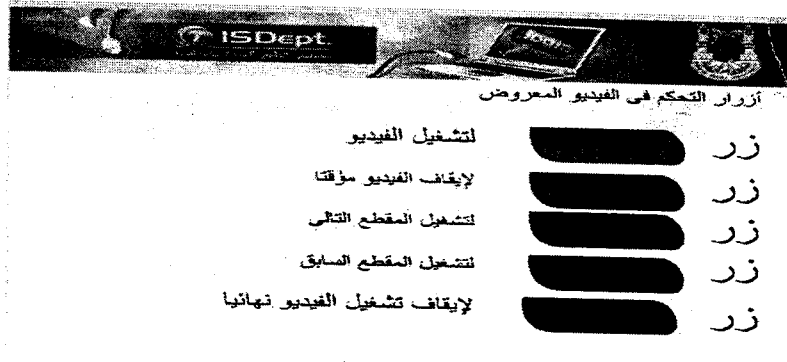 ISDept.
أزرار التحكم فى الفيديو المعروض
زر لتشغيل الفيديو
زر لإيقاف الفيديو مؤقتا
زر لتشغيل المقطع التالى
زر لتشغيل المقطع السابق
زر لإيقاف تشغيل الفيديو نهائيا